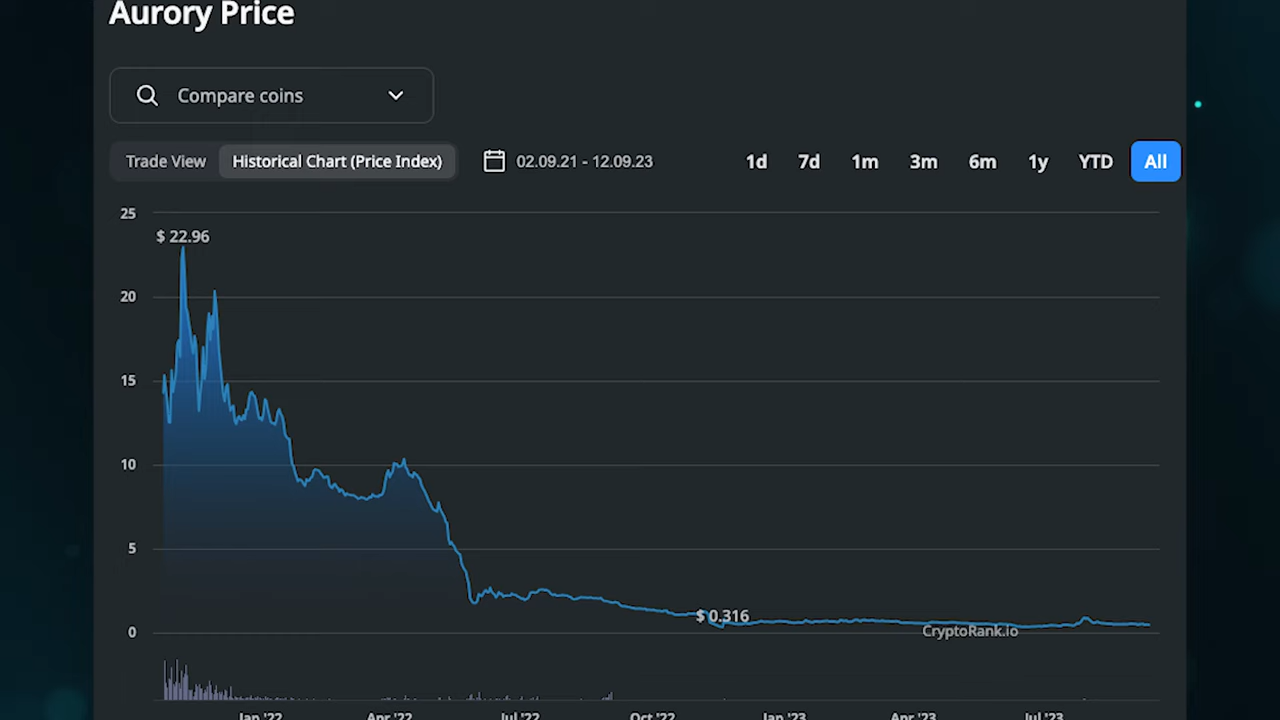 Aurory Price
Compare coins
Trade View Historical Chart (Price Index) 02.09.21 - 12.09.23 1d 7d 1m 3m 6m 1y YTD All
25
$ 22.96
20
15
10
5
$ 0.316
0
CryptoRank.io
Jan '22 Apr '22 Jul '22 Oct '22 Jan '23 Apr '23 Jul '23